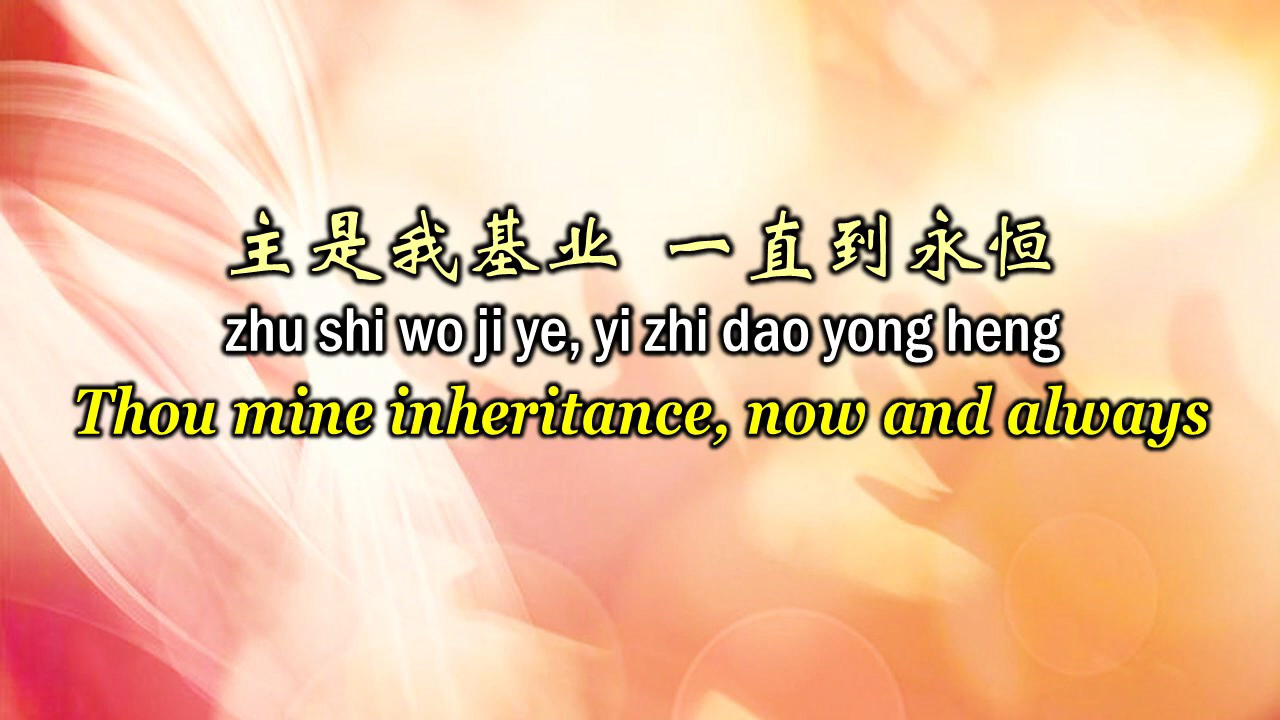 主是我基业 一直到永恒
zhu shi wo ji ye, yi zhi dao yong heng
Thou mine inheritance, now and always